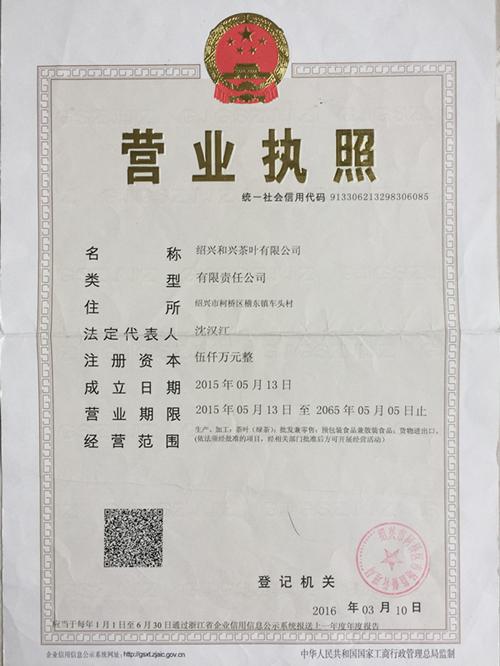 营业执照
统一社会信用代码 913306213298306085
名称 绍兴和兴茶叶有限公司
类型 有限责任公司
住所 绍兴市柯桥区稽东镇车头村
法定代表人 沈汉江
注册资本 伍仟万元整
成立日期 2015年05月13日
营业期限 2015年05月13日至2065年05月05日止
经营范围 生产、加工:茶叶(绿茶);批发兼零售:预包装食品兼散装食品;货物进出口。
(依法须经批准的项目,经相关部门批准后方可开展经营活动)
登记机关
2016 年 03 月 10 日
应当于每年1月1日至6月30日通过浙江省企业信用信息公示系统报送上一年度年度报告
企业信用信息公示系统网址:http://gsxt.zjaic.gov.cn
中华人民共和国国家工商行政管理总局监制